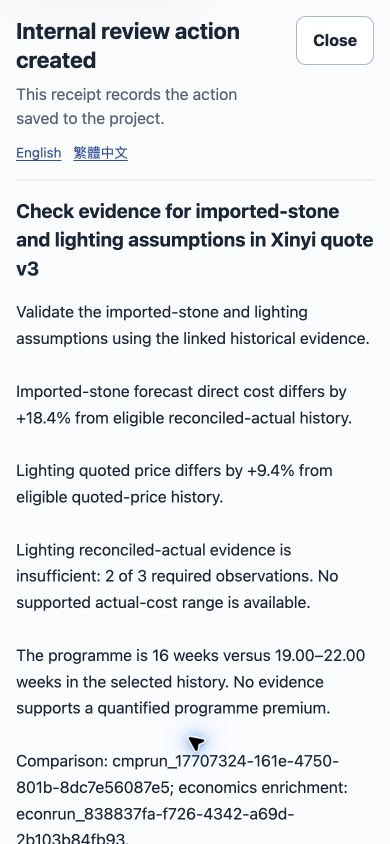 Internal review action
created
Close
This receipt records the action
saved to the project.
English 繁體中文
Check evidence for imported-stone
and lighting assumptions in Xinyi quote
v3
Validate the imported-stone and lighting
assumptions using the linked historical evidence.
Imported-stone forecast direct cost differs by
+18.4% from eligible reconciled-actual history.
Lighting quoted price differs by +9.4% from
eligible quoted-price history.
Lighting reconciled-actual evidence is
insufficient: 2 of 3 required observations. No
supported actual-cost range is available.
The programme is 16 weeks versus 19.00–22.00
weeks in the selected history. No evidence
supports a quantified programme premium.
Comparison: cmprun_17707324-161e-4750-
801b-8dc7e56087e5; economics enrichment:
econrun_838837fa-f726-4342-a69d-
2b103b84fb93.